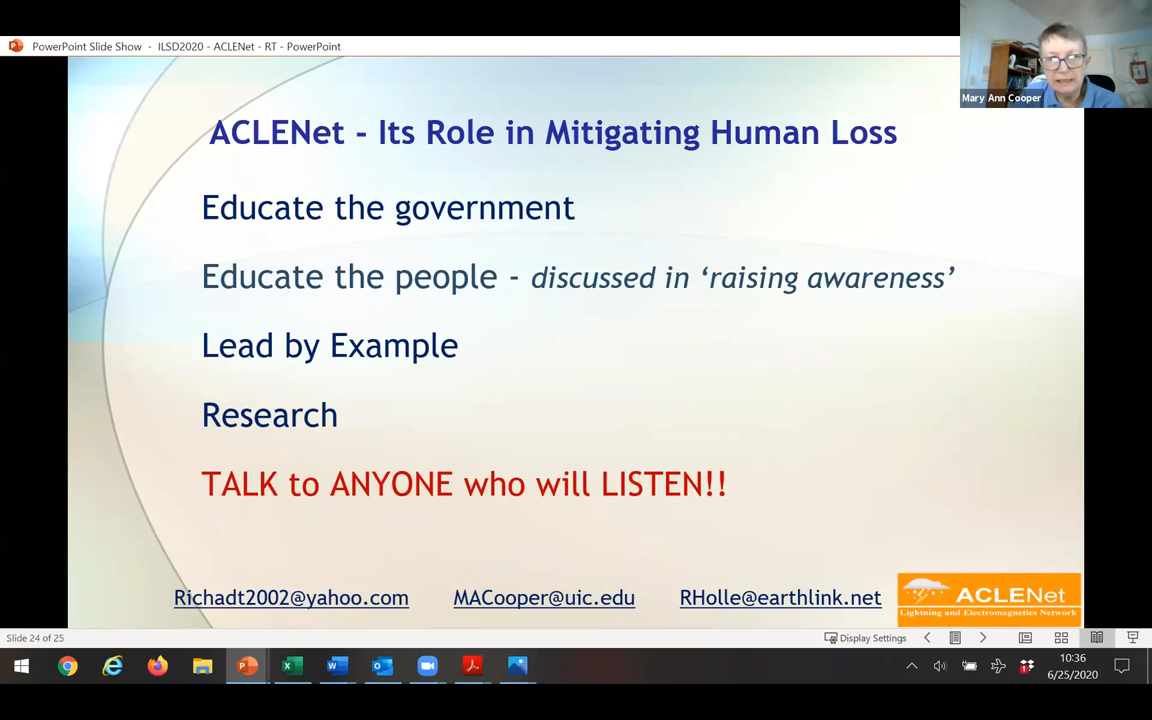 PowerPoint Slide Show - ILSD2020 - ACLENet - RT - PowerPoint
Mary Ann Cooper
ACLENet - Its Role in Mitigating Human Loss
Educate the government
Educate the people - discussed in ‘raising awareness’
Lead by Example
Research
TALK to ANYONE who will LISTEN!!
Richadt2002@yahoo.com MACooper@uic.edu RHolle@earthlink.net
ACLENet
Lightning and Electromagnetics Network
Slide 24 of 25
Display Settings
10:36
6/25/2020